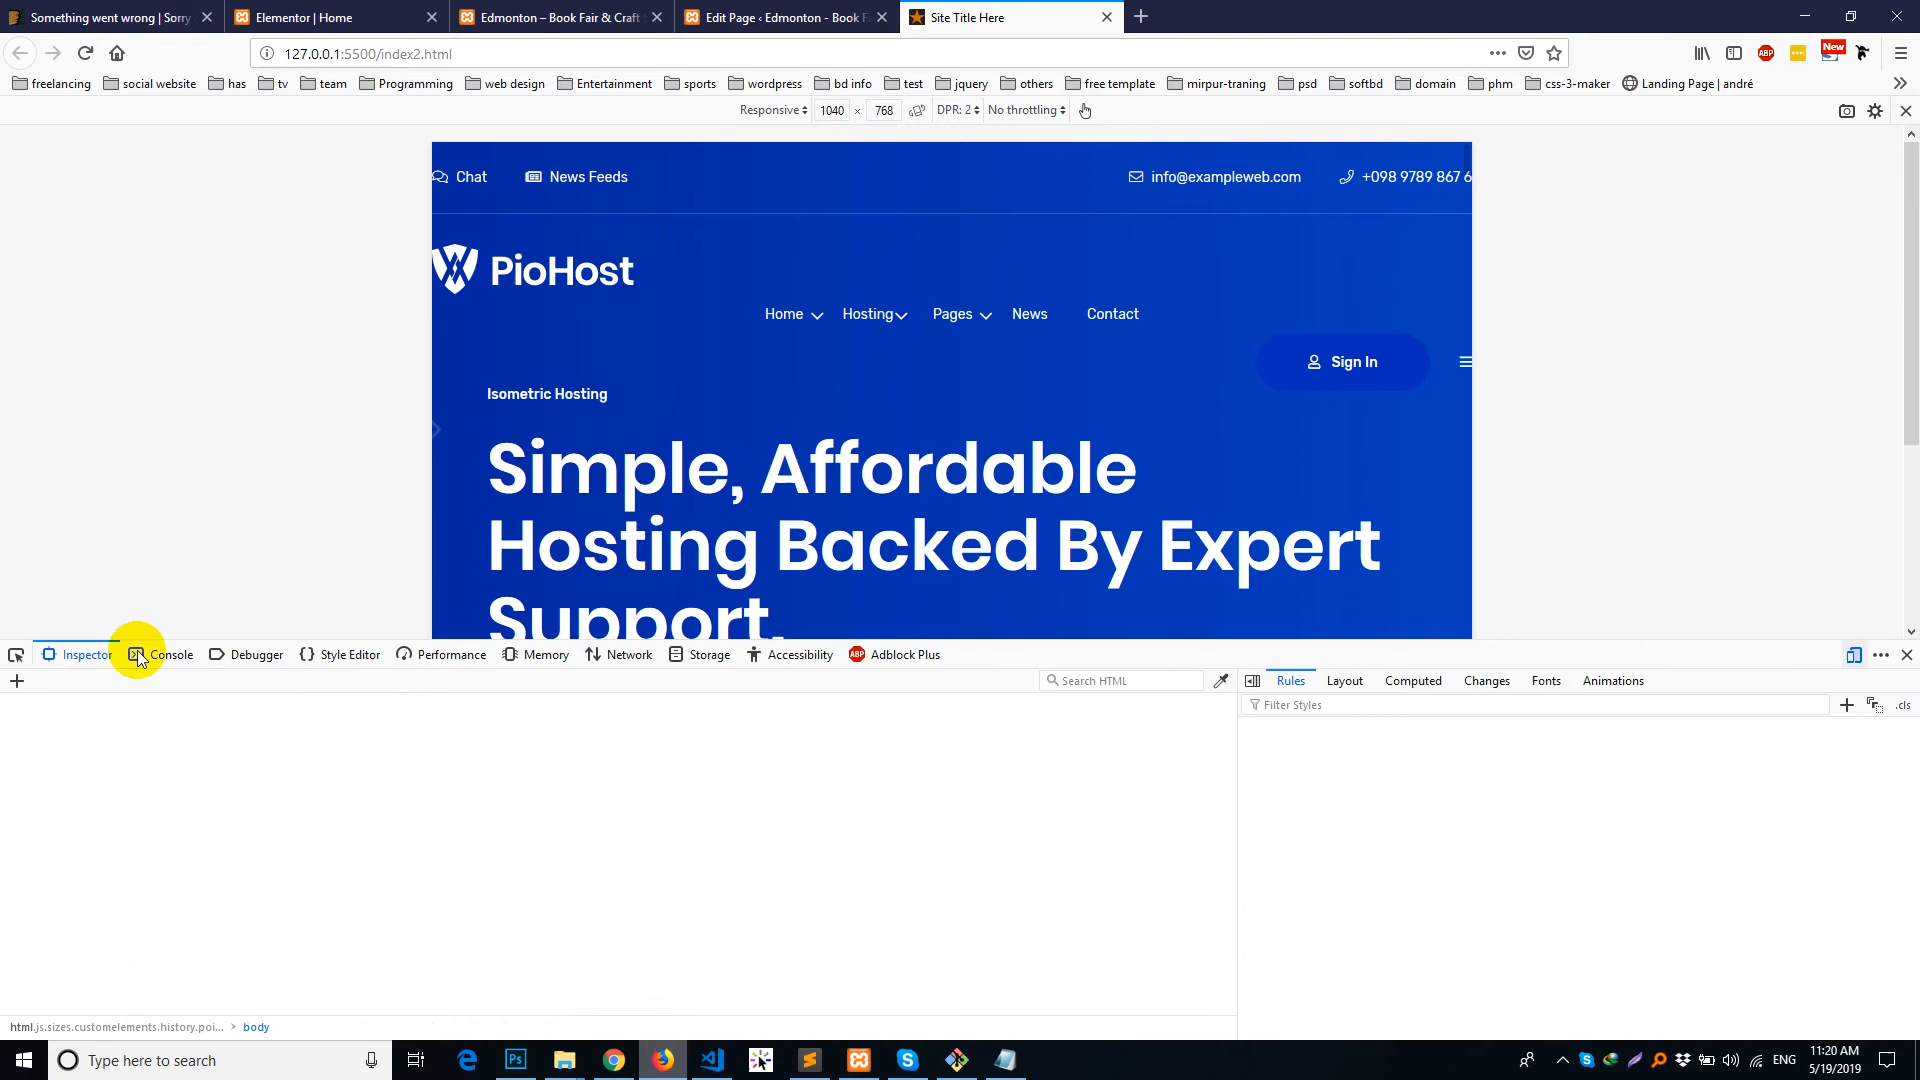 Something went wrong | Sorry
Elementor | Home
Edmonton – Book Fair & Craft
Edit Page ‹ Edmonton - Book F
Site Title Here
127.0.0.1:5500/index2.html
New
freelancing social website has tv team Programming web design Entertainment sports wordpress bd info test jquery others free template mirpur-traning psd softbd domain phm css-3-maker Landing Page | andré
Responsive 1040 × 768 DPR: 2 No throttling
Chat News Feeds info@exampleweb.com +098 9789 867 6
PioHost
Home Hosting Pages News Contact
Sign In
Isometric Hosting
Simple, Affordable
Hosting Backed By Expert
Support.
Inspector Console Debugger Style Editor Performance Memory Network Storage Accessibility ABP Adblock Plus
Search HTML
Rules Layout Computed Changes Fonts Animations
Filter Styles .cls
html.js.sizes.customelements.history.poi... > body
Type here to search
ENG
11:20 AM
5/19/2019